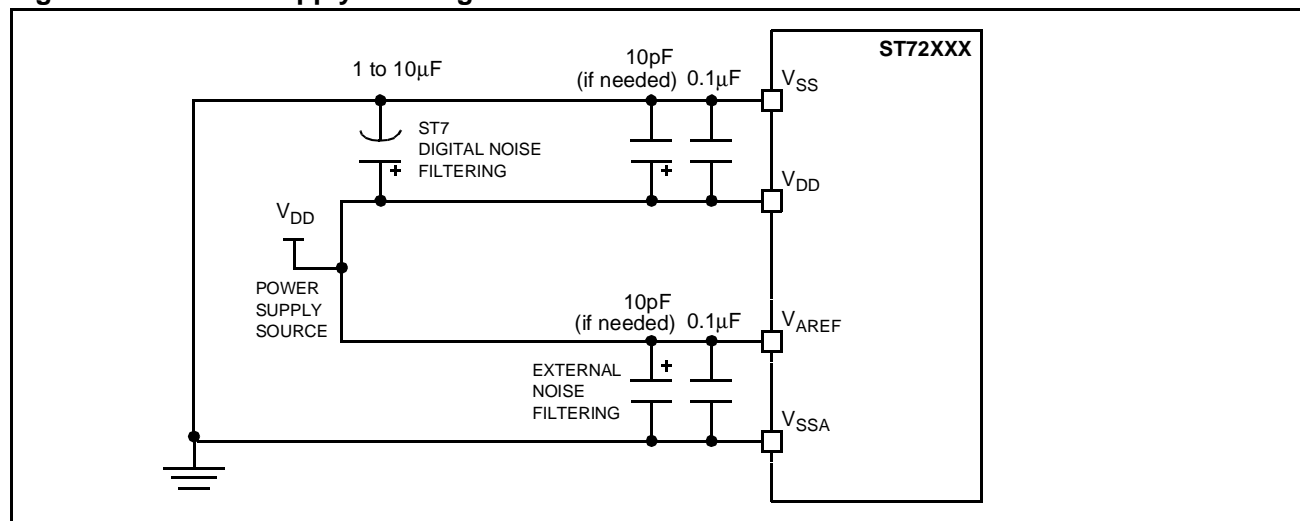 ST72XXX
1 to 10μF
10pF
(if needed)
0.1μF
VSS
ST7
DIGITAL NOISE
FILTERING
+
+
VDD
VDD
POWER
SUPPLY
SOURCE
10pF
(if needed)
0.1μF
VAREF
EXTERNAL
NOISE
FILTERING
+
VSSA